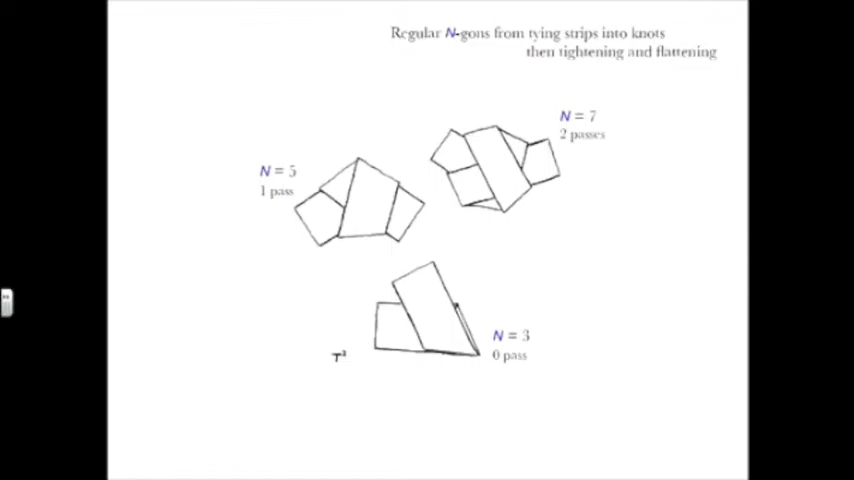 Regular N-gons from tying strips into knots
then tightening and flattening
N = 7
2 passes
N = 5
1 pass
N = 3
0 pass